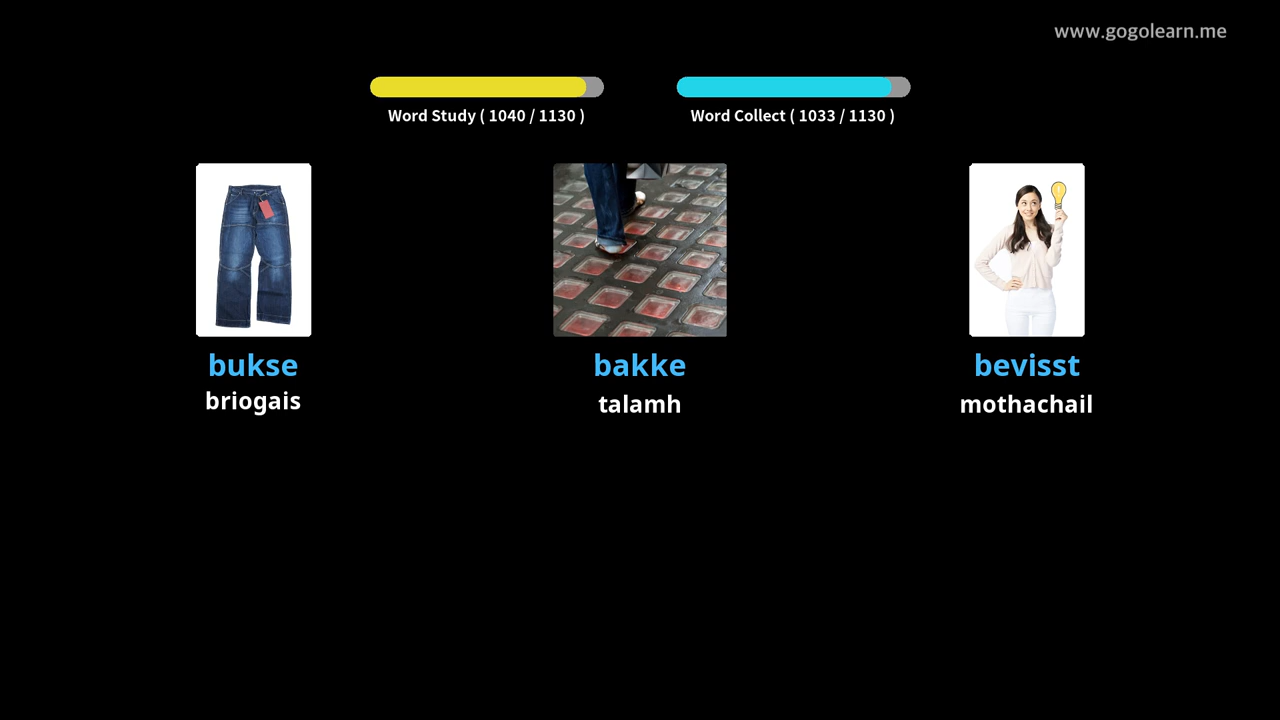 www.gogolearn.me
Word Study ( 1040 / 1130 )
Word Collect ( 1033 / 1130 )
bukse
bakke
bevisst
briogais
talamh
mothachail